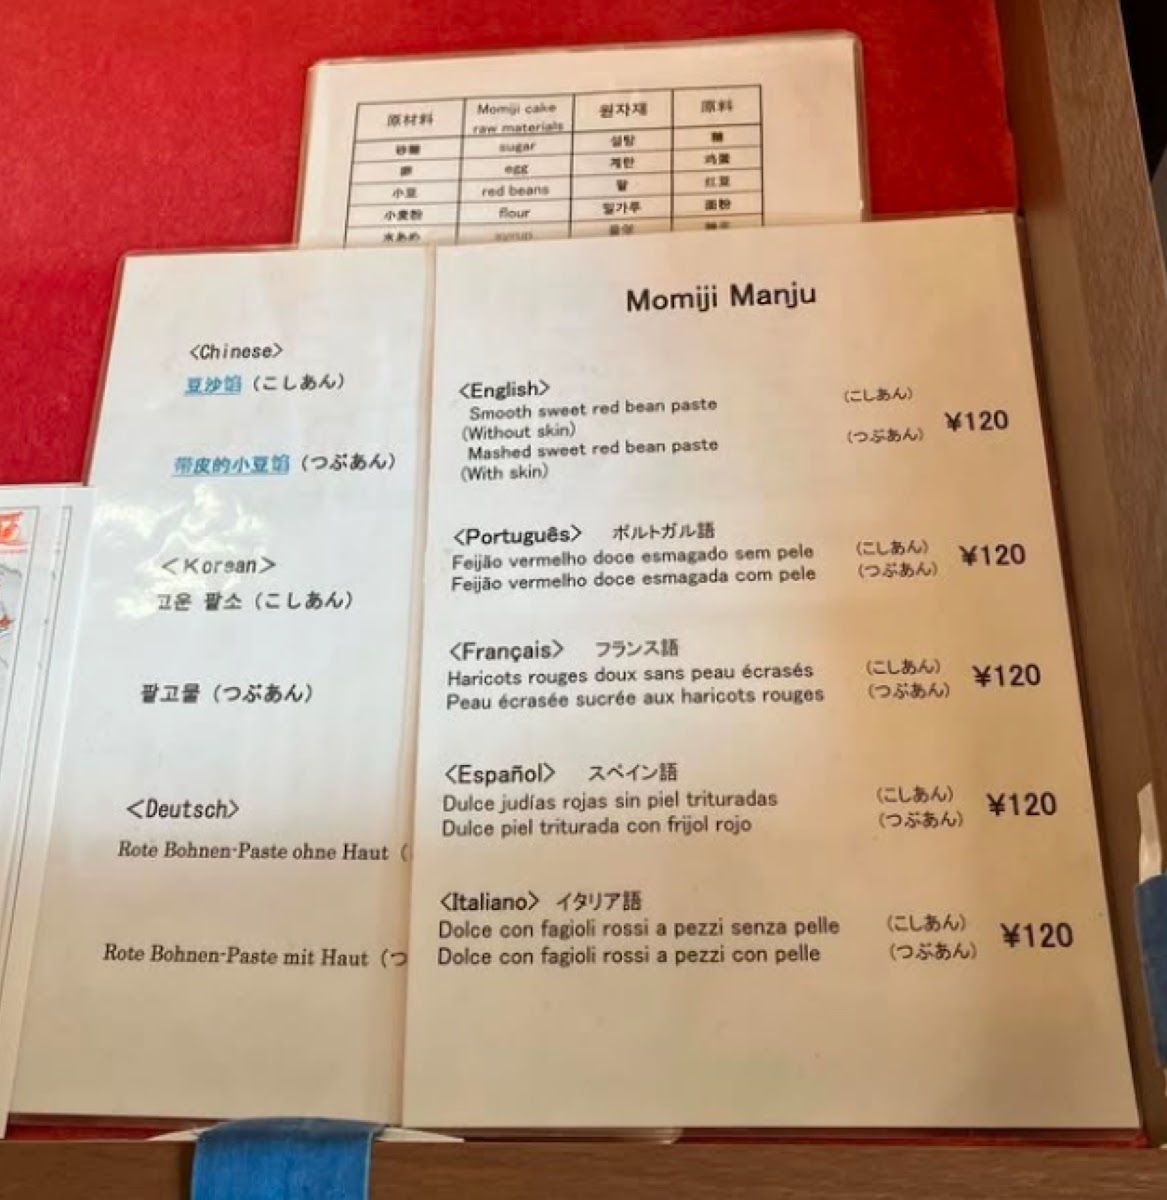 原材料 Momiji cake raw materials 원자재 原料
砂糖 sugar 설탕 糖
卵 egg 계란 鸡蛋
小豆 red beans 팥 红豆
小麦粉 flour 밀가루 面粉
水あめ syrup 물엿
<Chinese>
豆沙馅 (こしあん)
带皮的小豆馅 (つぶあん)
<Korean>
고운 팥소 (こしあん)
팥고물 (つぶあん)
<Deutsch>
Rote Bohnen-Paste ohne Haut (
Rote Bohnen-Paste mit Haut (つ
Momiji Manju
<English>
Smooth sweet red bean paste (こしあん)
(Without skin) ¥120
Mashed sweet red bean paste (つぶあん)
(With skin)
<Português> ポルトガル語
Feijão vermelho doce esmagado sem pele (こしあん) ¥120
Feijão vermelho doce esmagada com pele (つぶあん)
<Français> フランス語
Haricots rouges doux sans peau écrasés (こしあん) ¥120
Peau écrasée sucrée aux haricots rouges (つぶあん)
<Español> スペイン語
Dulce judías rojas sin piel trituradas (こしあん) ¥120
Dulce piel triturada con frijol rojo (つぶあん)
<Italiano> イタリア語
Dolce con fagioli rossi a pezzi senza pelle (こしあん) ¥120
Dolce con fagioli rossi a pezzi con pelle (つぶあん)